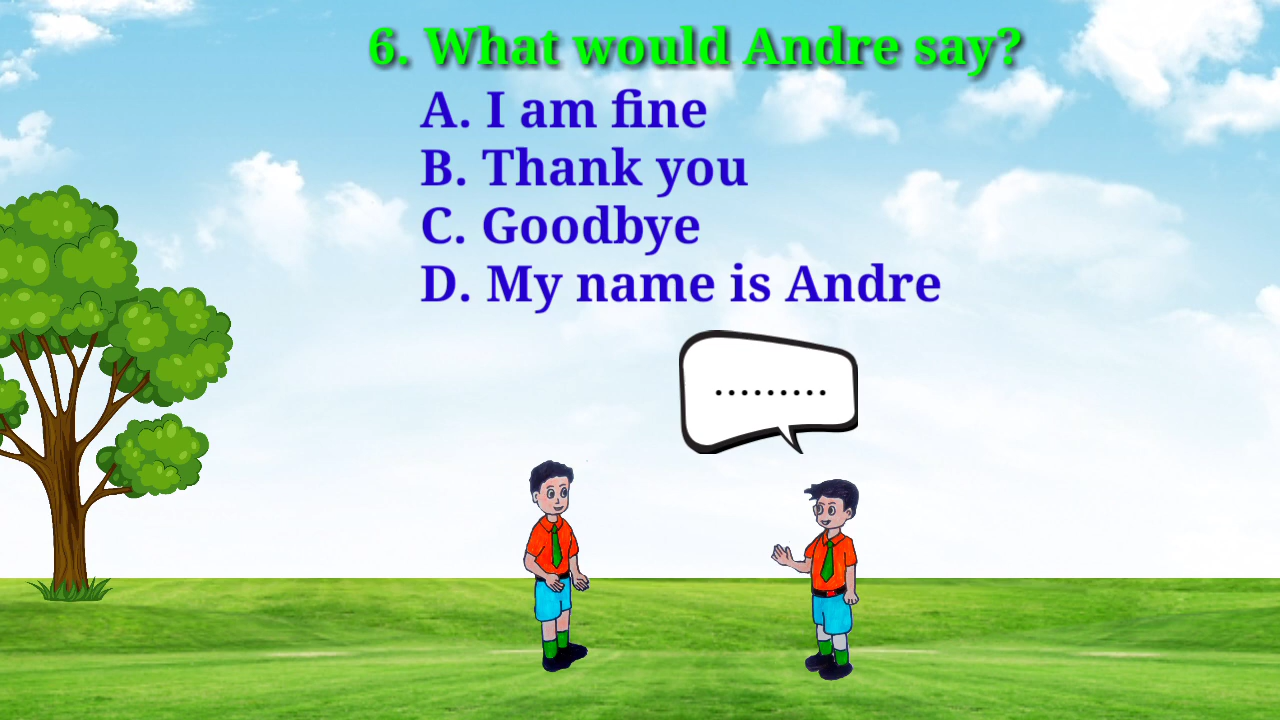 6. What would Andre say?
A. I am fine
B. Thank you
C. Goodbye
D. My name is Andre
.........